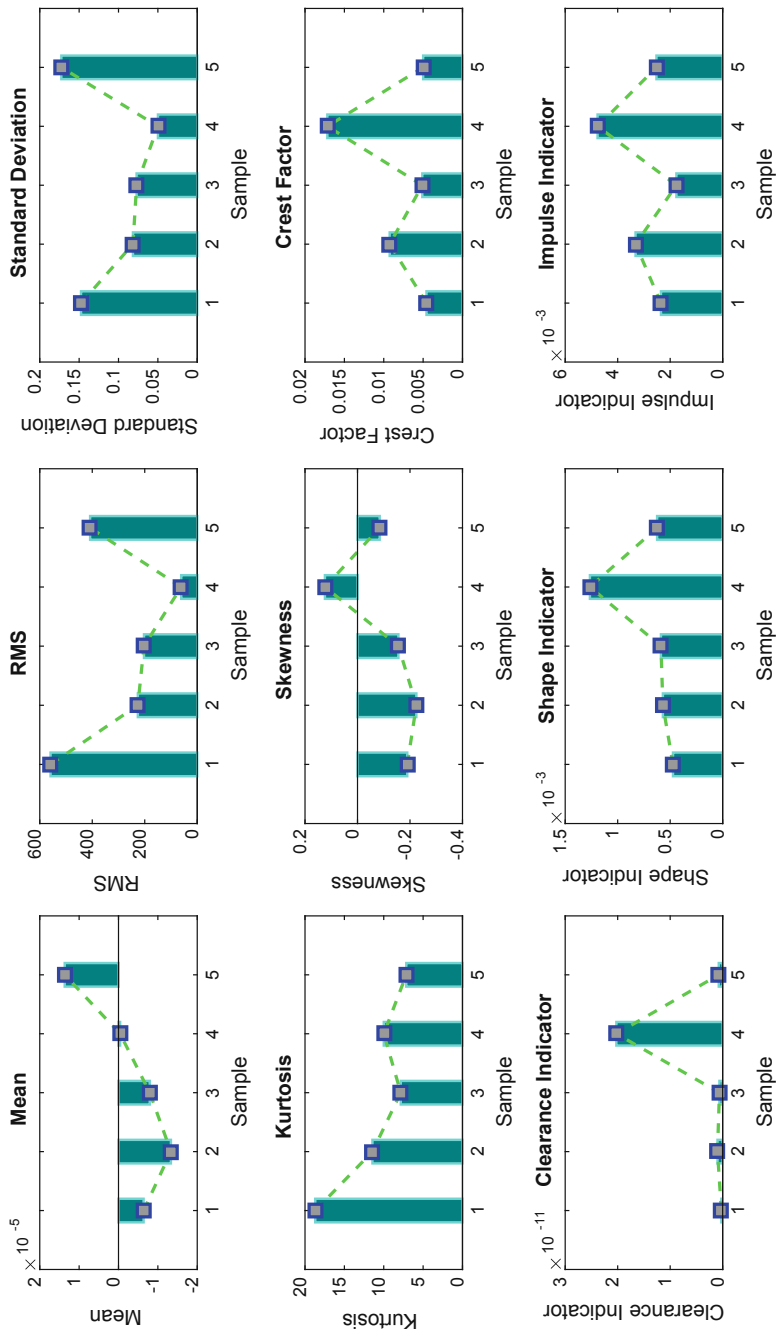 Mean
× 10 -5
Mean
2
1
0
-1
-2
1 2 3 4 5
Sample
RMS
RMS
600
400
200
0
1 2 3 4 5
Sample
Standard Deviation
Standard Deviation
0.2
0.15
0.1
0.05
0
1 2 3 4 5
Sample
Kurtosis
Kurtosis
20
15
10
5
0
1 2 3 4 5
Sample
Skewness
Skewness
0.2
0
-0.2
-0.4
1 2 3 4 5
Sample
Crest Factor
Crest Factor
0.02
0.015
0.01
0.005
0
1 2 3 4 5
Sample
Clearance Indicator
× 10 -11
Clearance Indicator
3
2
1
0
1 2 3 4 5
Sample
Shape Indicator
× 10 -3
Shape Indicator
1.5
1
0.5
0
1 2 3 4 5
Sample
Impulse Indicator
× 10 -3
Impulse Indicator
6
4
2
0
1 2 3 4 5
Sample